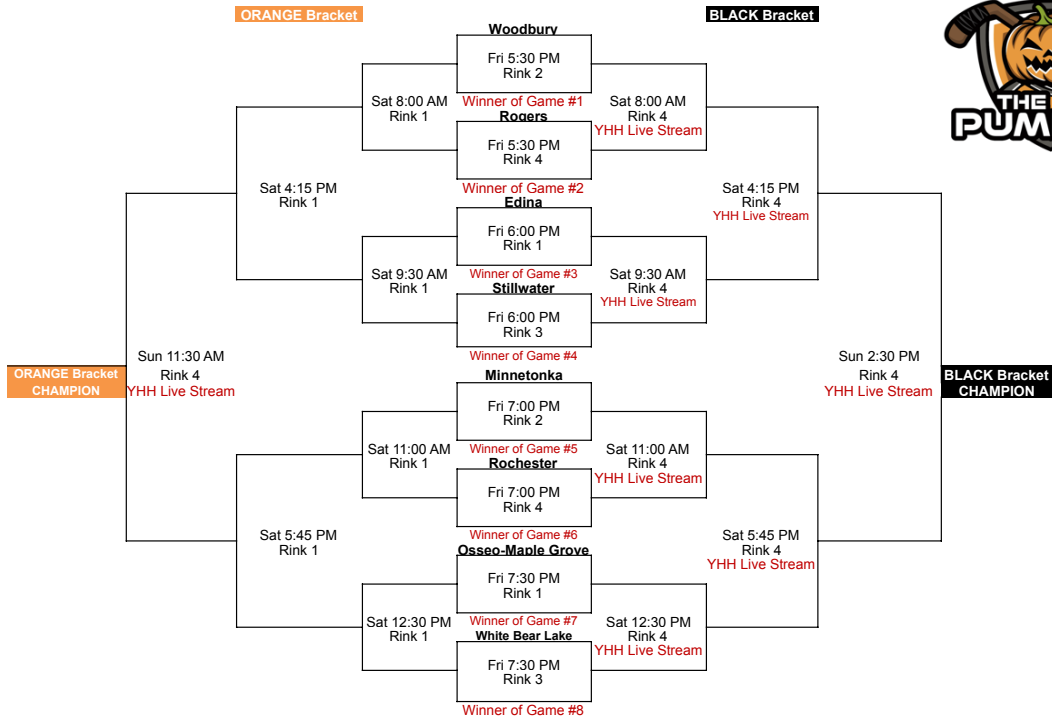 ORANGE Bracket
BLACK Bracket
Woodbury
Fri 5:30 PM
Rink 2
Winner of Game #1
Rogers
Fri 5:30 PM
Rink 4
Winner of Game #2
Edina
Fri 6:00 PM
Rink 1
Winner of Game #3
Stillwater
Fri 6:00 PM
Rink 3
Winner of Game #4
Minnetonka
Fri 7:00 PM
Rink 2
Winner of Game #5
Rochester
Fri 7:00 PM
Rink 4
Winner of Game #6
Osseo-Maple Grove
Fri 7:30 PM
Rink 1
Winner of Game #7
White Bear Lake
Fri 7:30 PM
Rink 3
Winner of Game #8
Sat 8:00 AM
Rink 1
Sat 9:30 AM
Rink 1
Sat 11:00 AM
Rink 1
Sat 12:30 PM
Rink 1
Sat 4:15 PM
Rink 1
Sat 5:45 PM
Rink 1
Sun 11:30 AM
Rink 4
YHH Live Stream
ORANGE Bracket
CHAMPION
Sat 8:00 AM
Rink 4
YHH Live Stream
Sat 9:30 AM
Rink 4
YHH Live Stream
Sat 11:00 AM
Rink 4
YHH Live Stream
Sat 12:30 PM
Rink 4
YHH Live Stream
Sat 4:15 PM
Rink 4
YHH Live Stream
Sat 5:45 PM
Rink 4
YHH Live Stream
Sun 2:30 PM
Rink 4
YHH Live Stream
BLACK Bracket
CHAMPION
THE
PUM